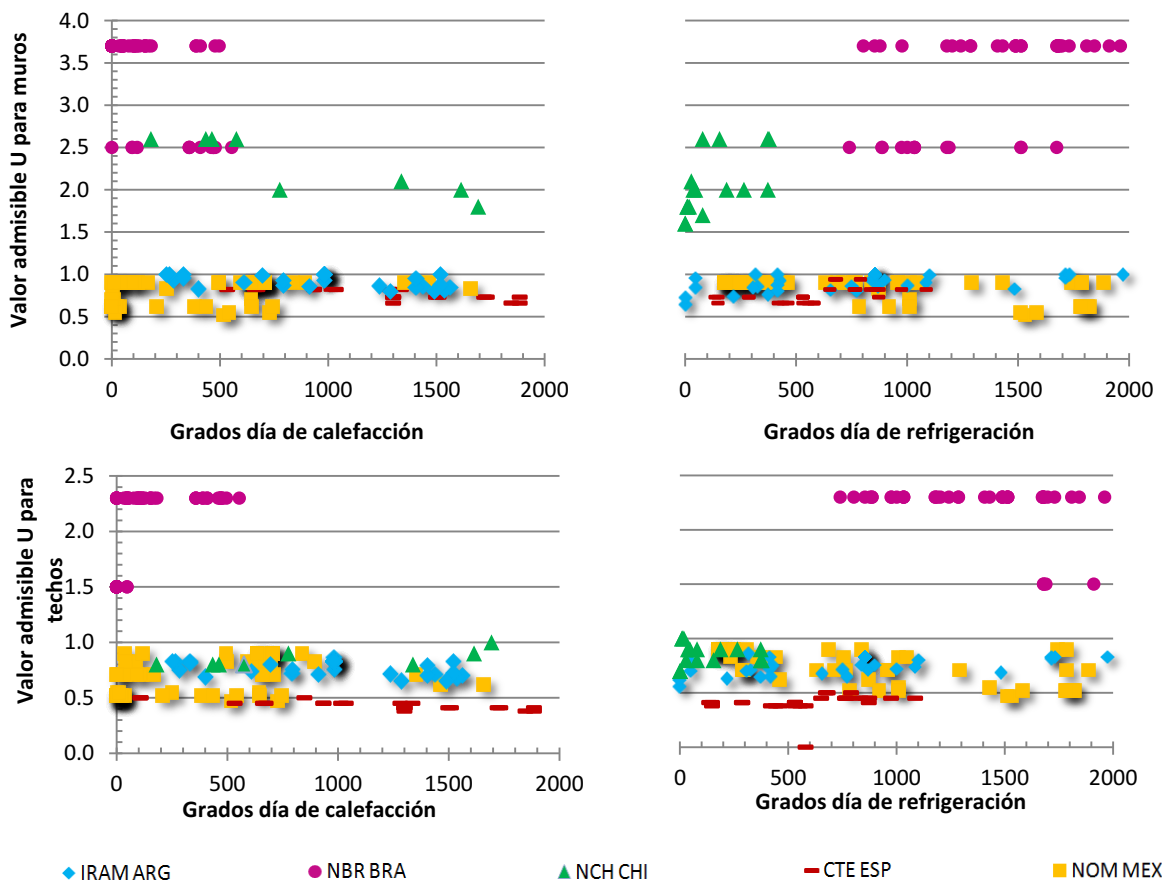 4.0
3.5
3.0
2.5
2.0
1.5
1.0
0.5
0.0
Valor admisible U para muros
0 500 1000 1500 2000
Grados día de calefacción
0 500 1000 1500 2000
Grados día de refrigeración
2.5
2.0
1.5
1.0
0.5
0.0
Valor admisible U para
techos
0 500 1000 1500 2000
Grados día de calefacción
0 500 1000 1500 2000
Grados día de refrigeración
IRAM ARG NBR BRA NCH CHI CTE ESP NOM MEX